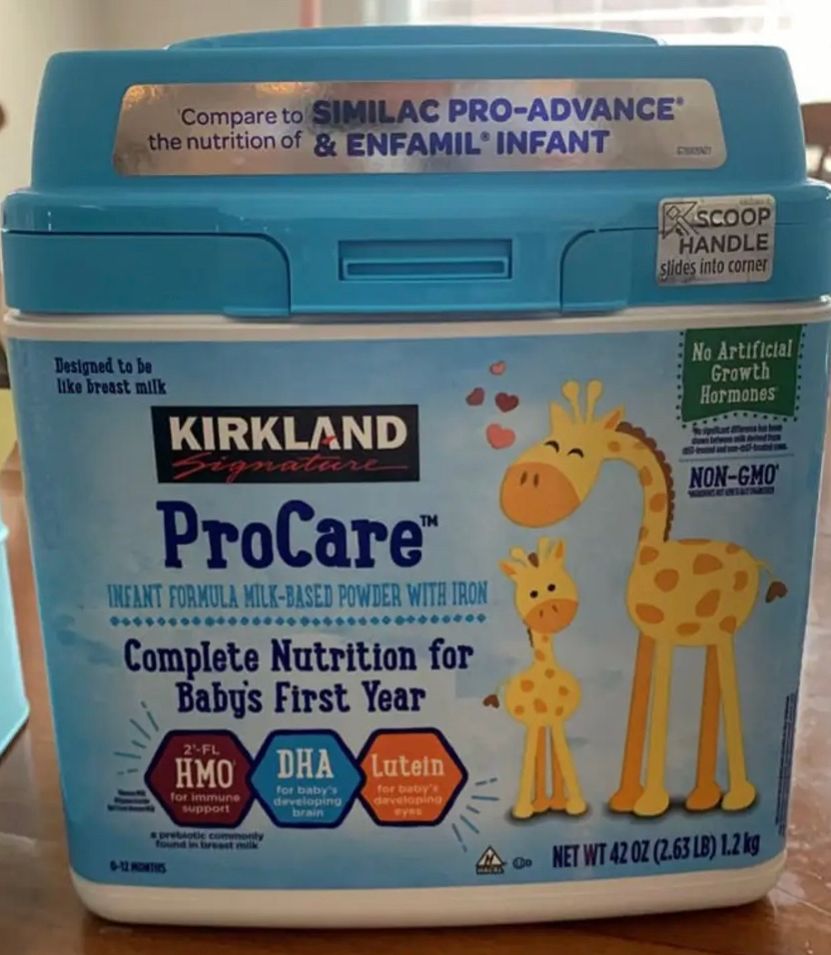 Compare to SIMILAC PRO-ADVANCE®
the nutrition of & ENFAMIL® INFANT
SCOOP
HANDLE
slides into corner
Designed to be
like breast milk
No Artificial
Growth
Hormones
KIRKLAND
Signature
NON-GMO
ProCare™
INFANT FORMULA MILK-BASED POWDER WITH IRON
Complete Nutrition for
Baby's First Year
2'-FL
HMO
for immune
support
DHA
for baby's
developing
brain
Lutein
for baby's
developing
eyes
a prebiotic commonly
found in breast milk
0-12 MONTHS
NET WT 42 OZ (2.63 LB) 1.2 kg